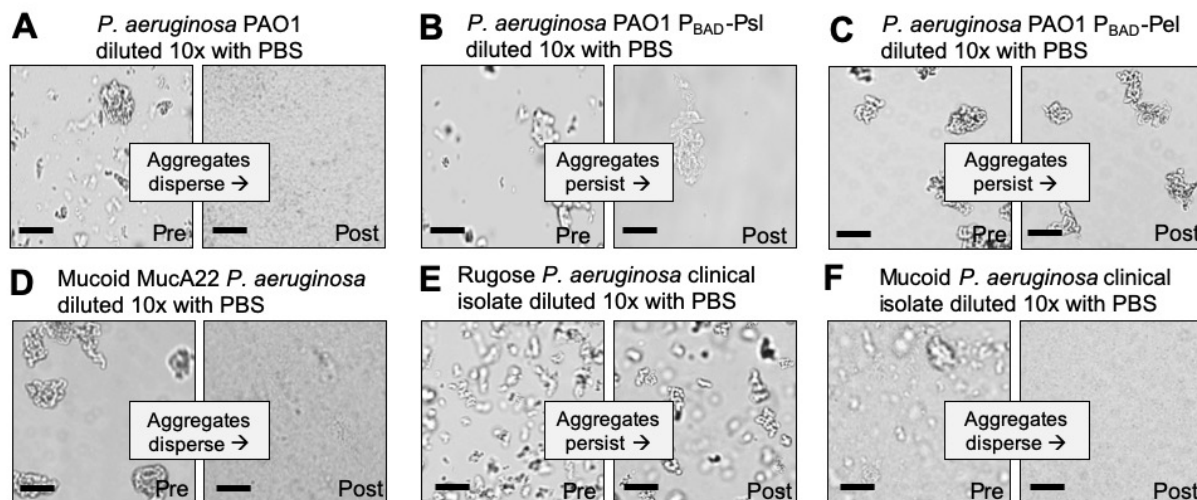 A
P. aeruginosa PAO1
diluted 10x with PBS
Aggregates
disperse →
Pre
Post
B
P. aeruginosa PAO1 PBAD-Psl
diluted 10x with PBS
Aggregates
persist →
Pre
Post
C
P. aeruginosa PAO1 PBAD-Pel
diluted 10x with PBS
Aggregates
persist →
Pre
Post
D
Mucoid MucA22 P. aeruginosa
diluted 10x with PBS
Aggregates
disperse →
Pre
Post
E
Rugose P. aeruginosa clinical
isolate diluted 10x with PBS
Aggregates
persist →
Pre
Post
F
Mucoid P. aeruginosa clinical
isolate diluted 10x with PBS
Aggregates
disperse →
Pre
Post